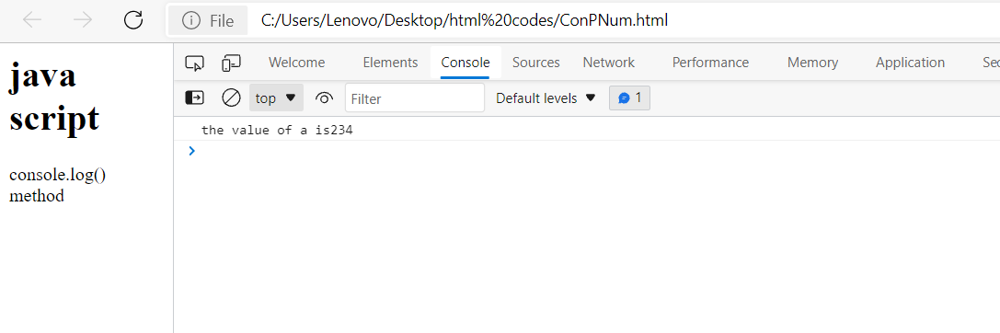 File C:/Users/Lenovo/Desktop/html%20codes/ConPNum.html
java
script
console.log()
method
Welcome Elements Console Sources Network Performance Memory Application Sec
top Filter Default levels 1
the value of a is234